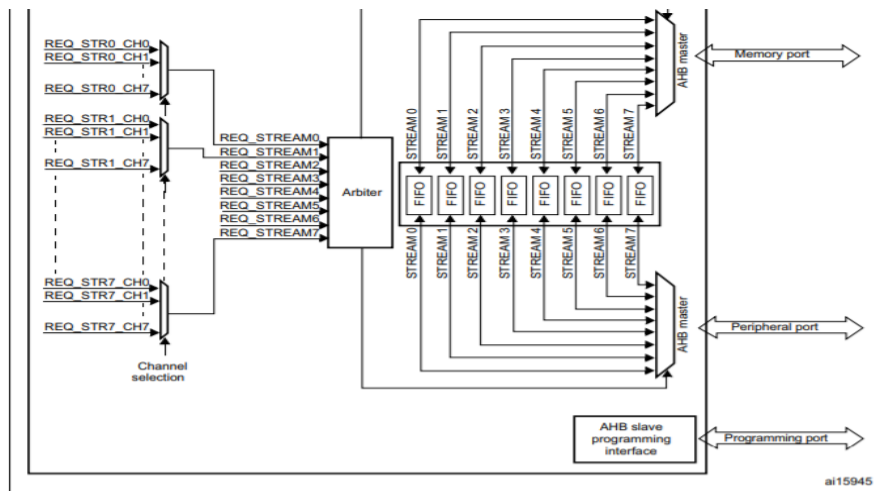 REQ_STR0_CH0
REQ_STR0_CH1
REQ_STR0_CH7
REQ_STR1_CH0
REQ_STR1_CH1
REQ_STR1_CH7
REQ_STR7_CH0
REQ_STR7_CH1
REQ_STR7_CH7
Channel
selection
REQ_STREAM0
REQ_STREAM1
REQ_STREAM2
REQ_STREAM3
REQ_STREAM4
REQ_STREAM5
REQ_STREAM6
REQ_STREAM7
Arbiter
STREAM 0
STREAM 1
STREAM 2
STREAM 3
STREAM 4
STREAM 5
STREAM 6
STREAM 7
AHB master
Memory port
FIFO
FIFO
FIFO
FIFO
FIFO
FIFO
FIFO
FIFO
STREAM 0
STREAM 1
STREAM 2
STREAM 3
STREAM 4
STREAM 5
STREAM 6
STREAM 7
AHB master
Peripheral port
AHB slave
programming
interface
Programming port
ai15945